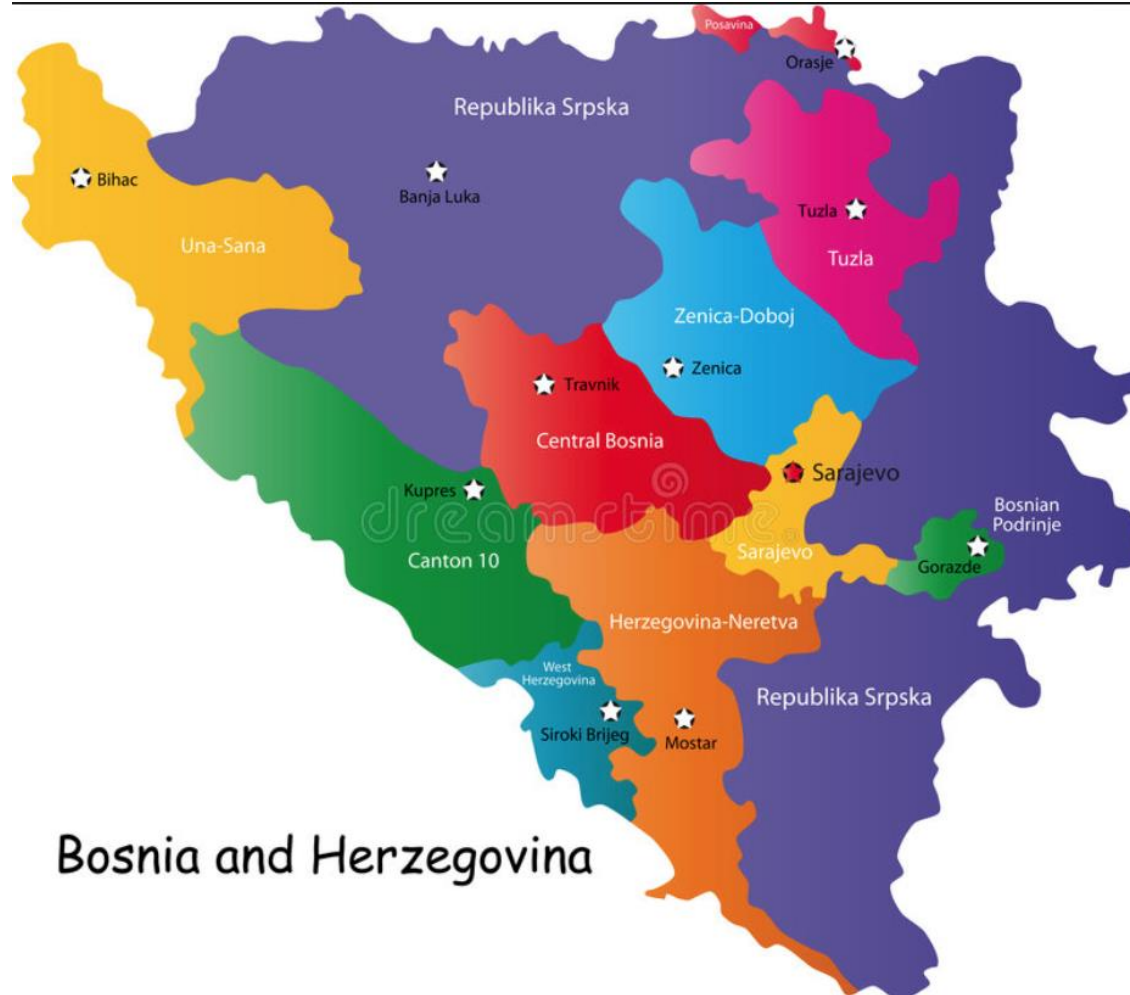 Posavina
Orasje
Republika Srpska
Bihac
Banja Luka
Tuzla
Una-Sana
Tuzla
Zenica-Doboj
Zenica
Travnik
Central Bosnia
Sarajevo
Kupres
Bosnian
Podrinje
dreamstime.
Sarajevo
Canton 10
Gorazde
Herzegovina-Neretva
West
Herzegovina
Republika Srpska
Siroki Brijeg
Mostar
Bosnia and Herzegovina